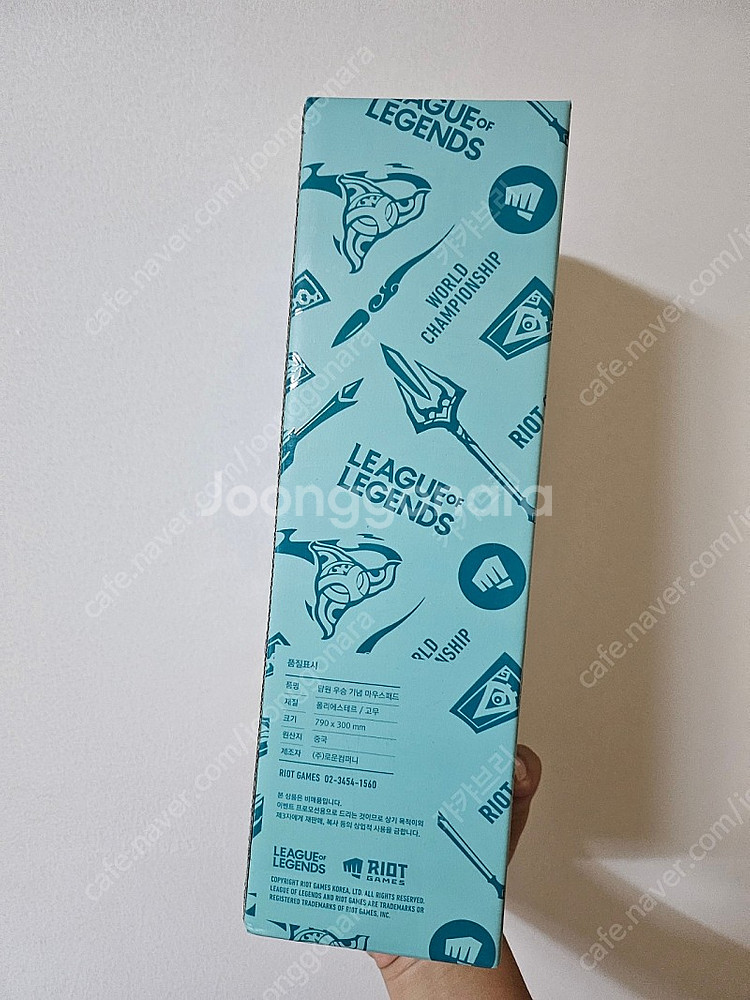 LEAGUE OF
LEGENDS
WORLD
CHAMPIONSHIP
RIOT
LEAGUE OF
LEGENDS
Joonggonara
품질표시
품명 담원 우승 기념 마우스패드
재질 폴리에스테르 / 고무
크기 790 x 300 mm
원산지 중국
제조자 (주)로운컴퍼니
RIOT GAMES 02-3454-1560
본 상품은 비매품입니다.
이벤트 프로모션용으로 드리는 것이므로 상기 목적이외
제3자에게 재판매, 복사 등의 상업적 사용을 금합니다.
RIOT
LEAGUE OF
LEGENDS
RIOT
GAMES
COPYRIGHT RIOT GAMES KOREA, LTD. ALL RIGHTS RESERVED.
LEAGUE OF LEGENDS AND RIOT GAMES ARE TRADEMARKS OR
REGISTERED TRADEMARKS OF RIOT GAMES, INC.
cafe.naver.com/joonggonara